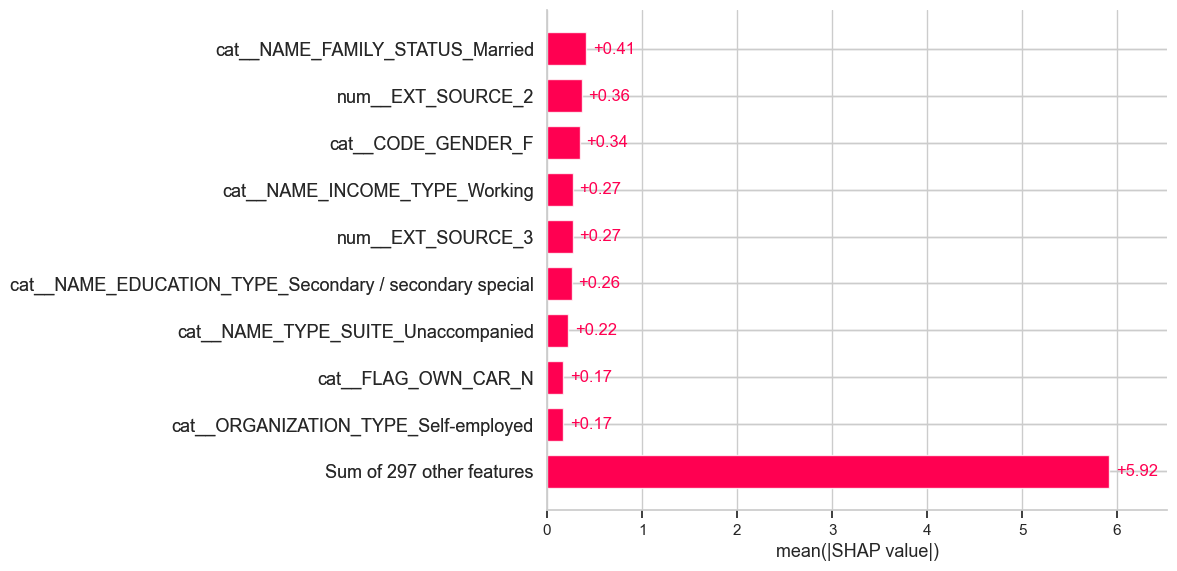 cat__NAME_FAMILY_STATUS_Married +0.41
num__EXT_SOURCE_2 +0.36
cat__CODE_GENDER_F +0.34
cat__NAME_INCOME_TYPE_Working +0.27
num__EXT_SOURCE_3 +0.27
cat__NAME_EDUCATION_TYPE_Secondary / secondary special +0.26
cat__NAME_TYPE_SUITE_Unaccompanied +0.22
cat__FLAG_OWN_CAR_N +0.17
cat__ORGANIZATION_TYPE_Self-employed +0.17
Sum of 297 other features +5.92
0 1 2 3 4 5 6
mean(|SHAP value|)